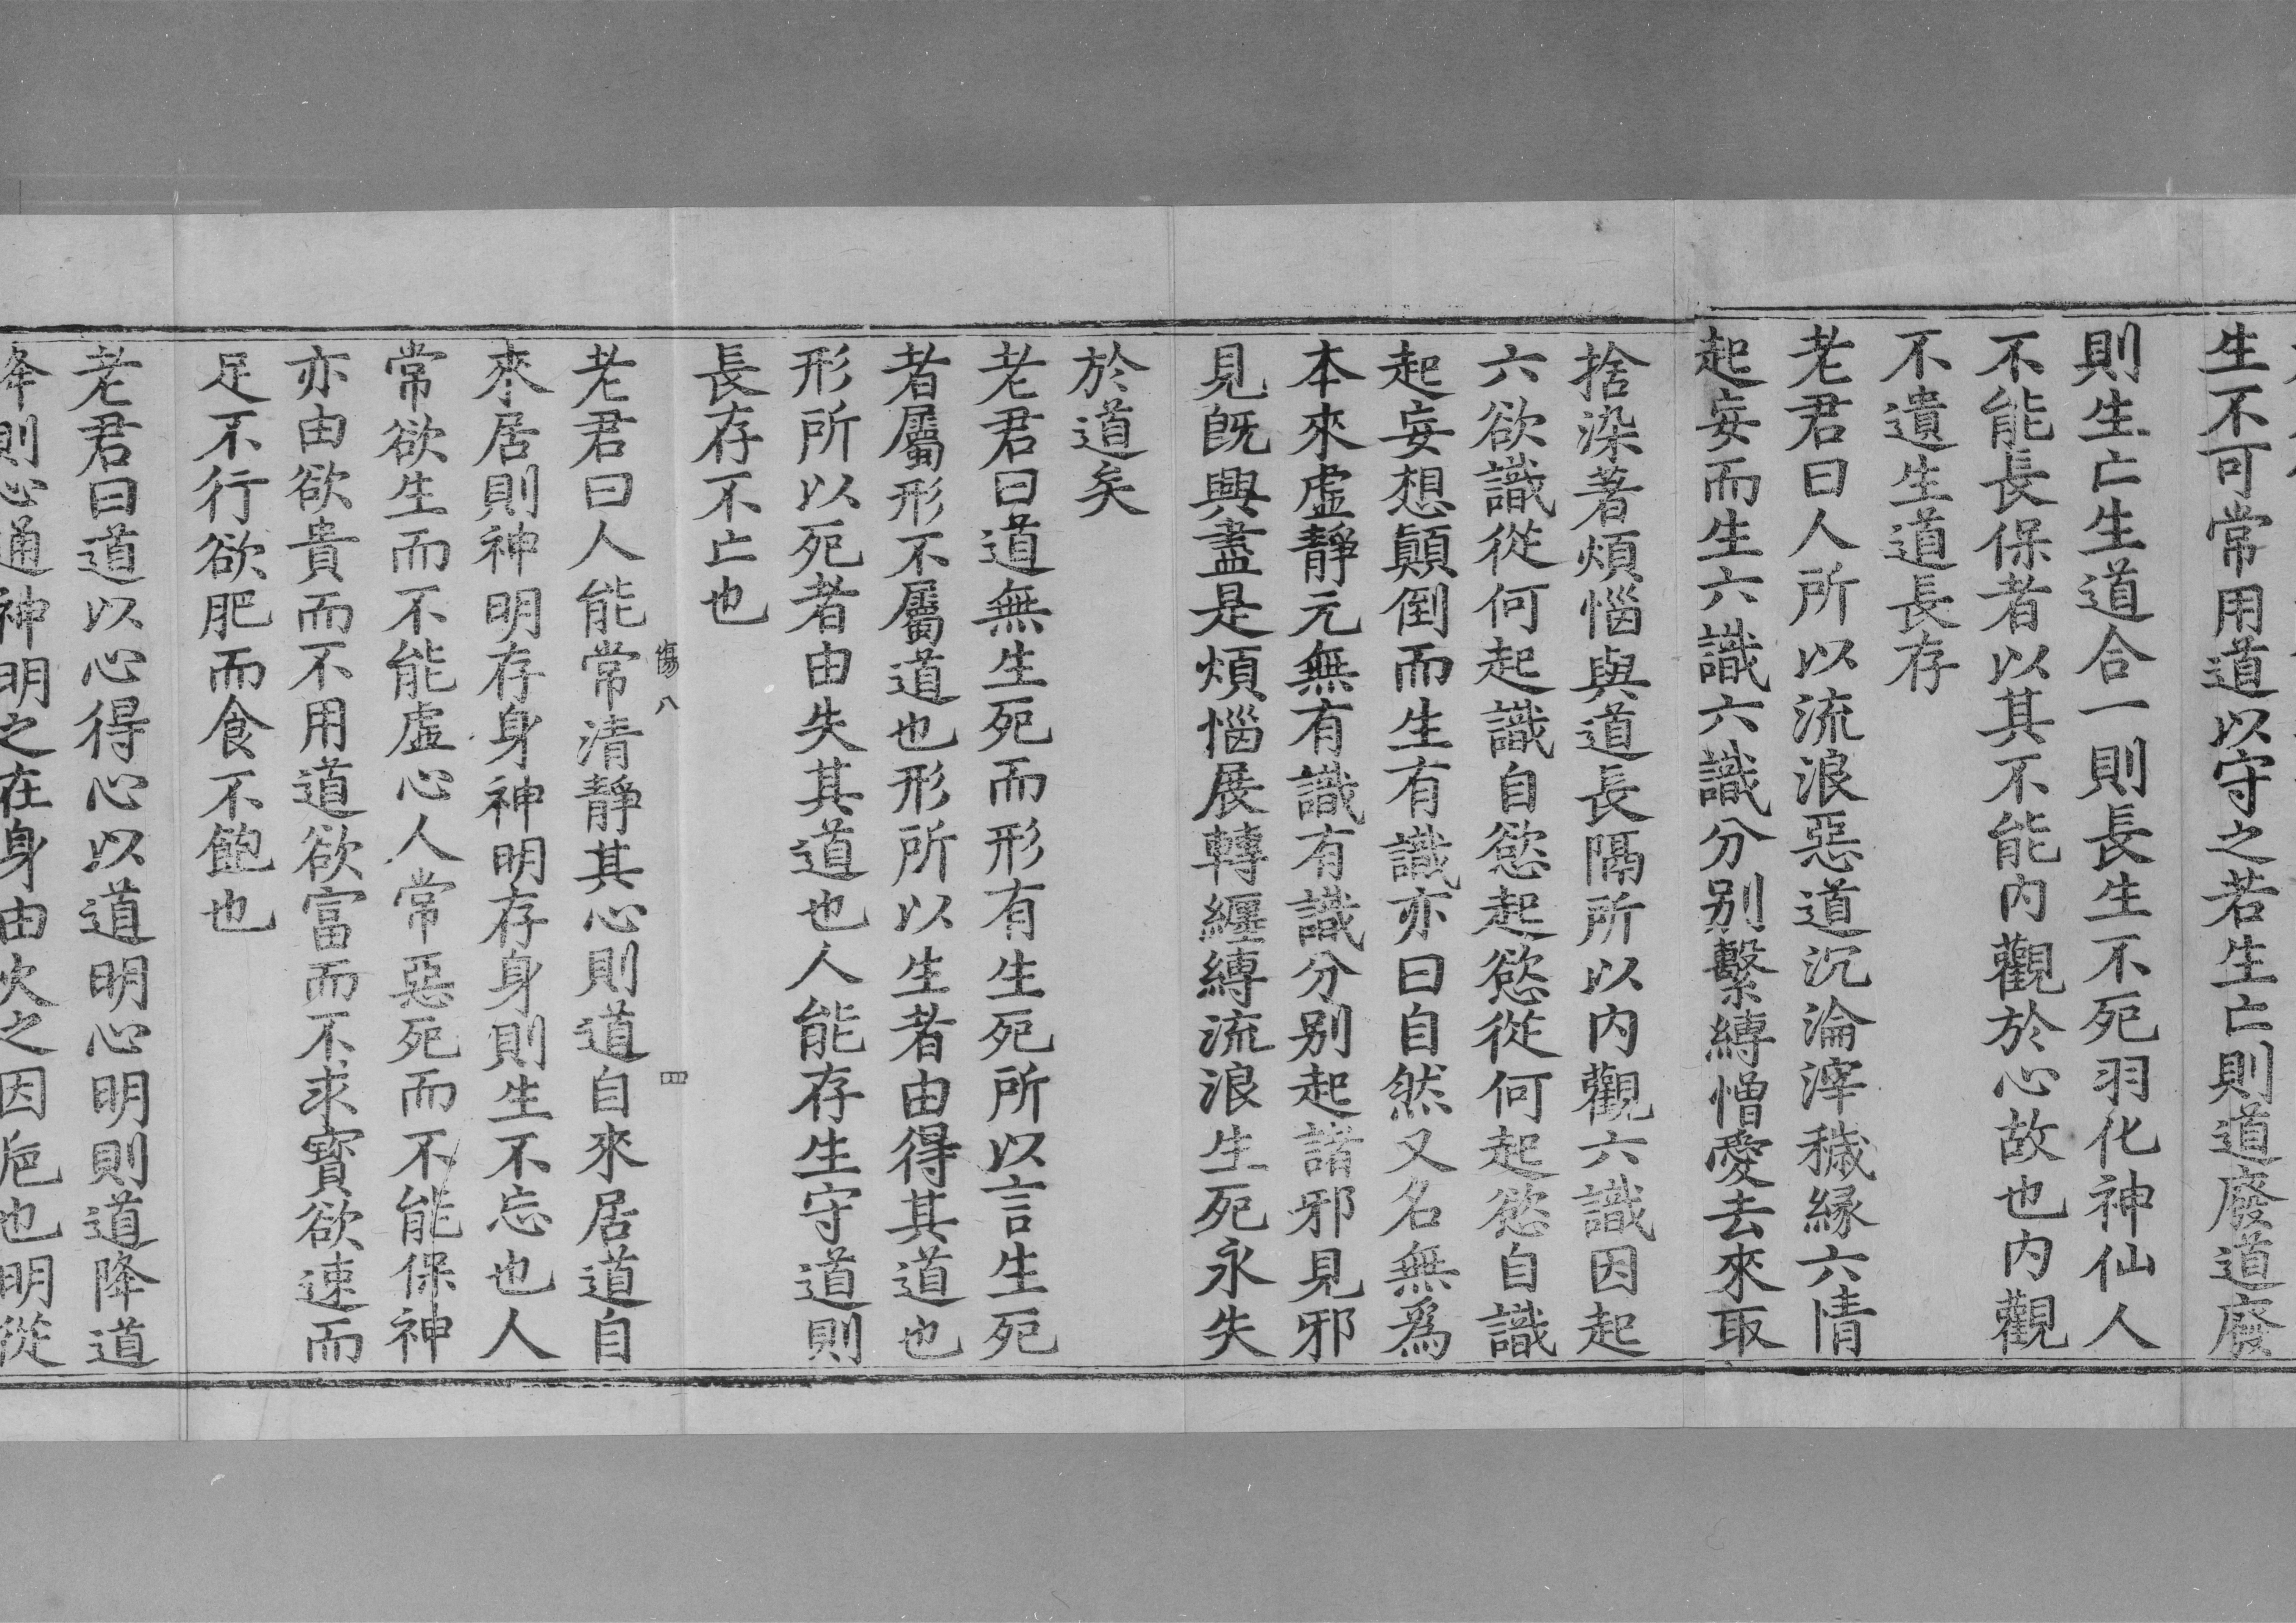 生不可常用道以守之若生亡則道廢道廢
則生亡生道合一則長生不死羽化神仙人
不能長保者以其不能內觀於心故也內觀
不遺生道長存
老君曰人所以流浪惡道沉淪滓穢緣六情
起妄而生六識六識分別繫縛憎愛去來取
捨染著煩惱與道長隔所以內觀六識因起
六欲識從何起識自慾起慾從何起慾自識
起妄想顛倒而生有識亦曰自然又名無爲
本來虛靜元無有識有識分別起諸邪見邪
見既興盡是煩惱展轉纏縛流浪生死永失
於道矣
老君曰道無生死而形有生死所以言生死
者屬形不屬道也形所以生者由得其道也
形所以死者由失其道也人能存生守道則
長存不亡也
傷八 四
老君曰人能常清靜其心則道自來居道自
來居則神明存身神明存身則生不忘也人
常欲生而不能虛心人常惡死而不能保神
亦由欲貴而不用道欲富而不求寶欲速而
足不行欲肥而食不飽也
老君曰道以心得心以道明心明則道降道
降則心通神明之在身由火之因巵也明從